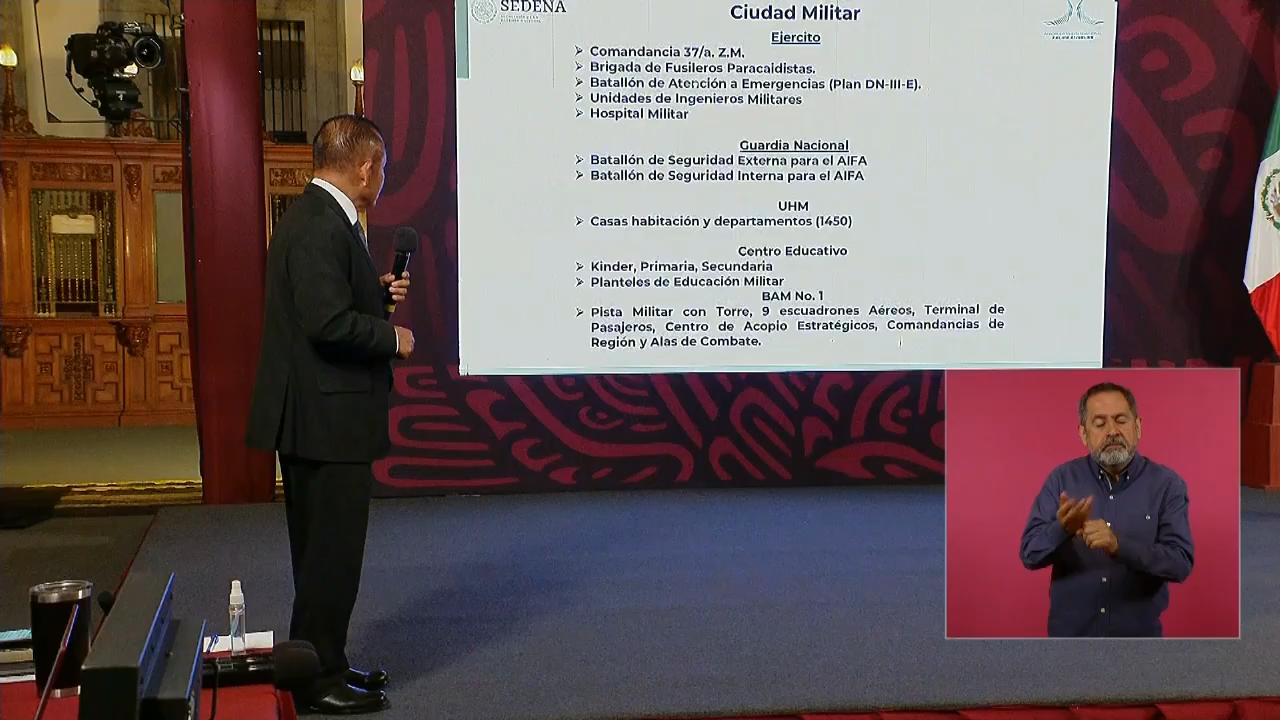 SEDENA
Ciudad Militar
Ejercito
➢ Comandancia 37/a. Z.M.
➢ Brigada de Fusileros Paracaidistas.
➢ Batallón de Atención a Emergencias (Plan DN-III-E).
➢ Unidades de Ingenieros Militares
➢ Hospital Militar
Guardia Nacional
➢ Batallón de Seguridad Externa para el AIFA
➢ Batallón de Seguridad Interna para el AIFA
UHM
➢ Casas habitación y departamentos (1450)
Centro Educativo
➢ Kinder, Primaria, Secundaria
➢ Planteles de Educación Militar
BAM No. 1
➢ Pista Militar con Torre, 9 escuadrones Aéreos, Terminal de
Pasajeros, Centro de Acopio Estratégicos, Comandancias de
Región y Alas de Combate.